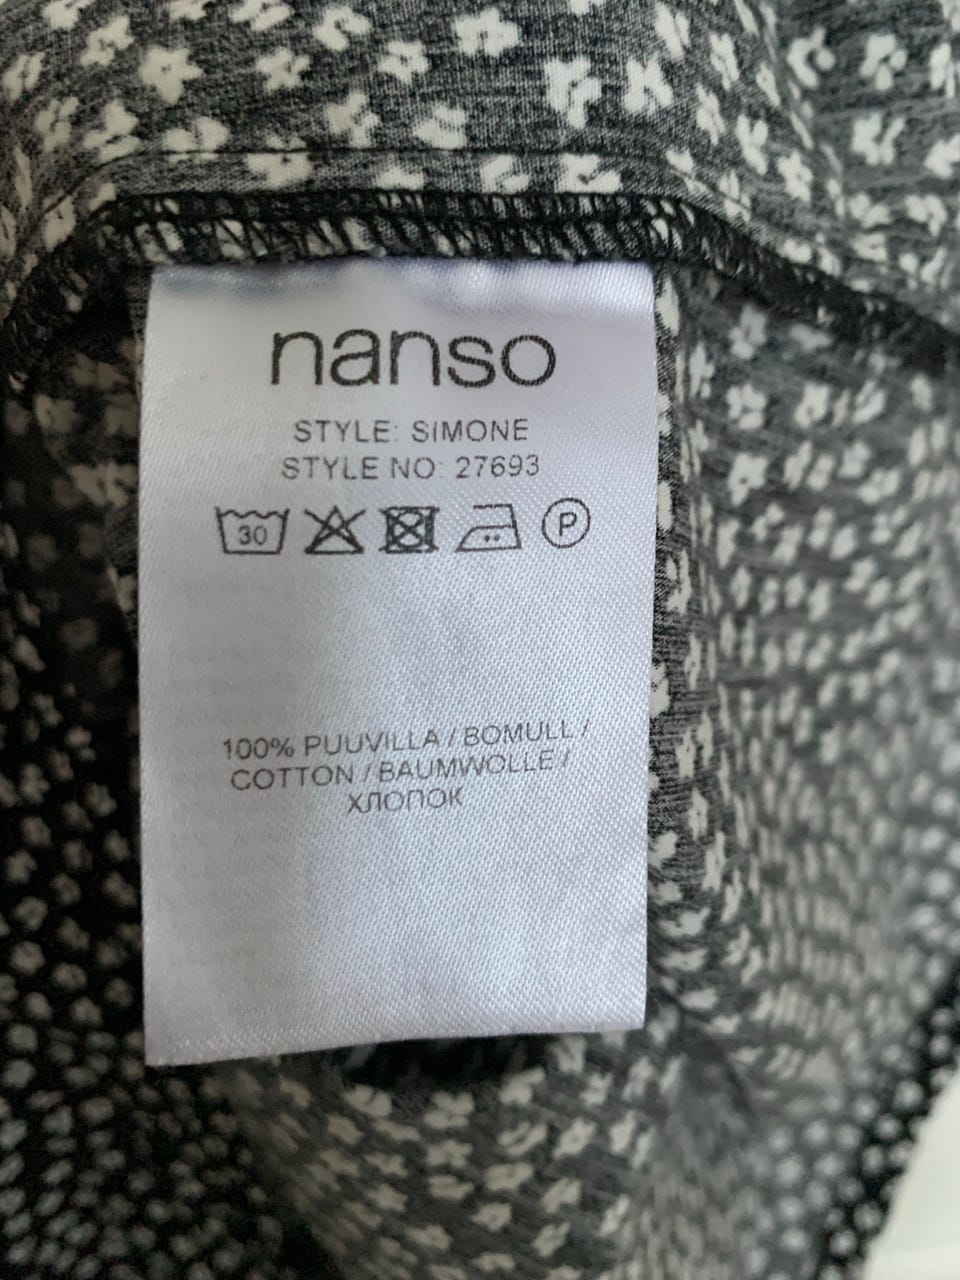 nanso
STYLE: SIMONE
STYLE NO: 27693
30 P
100% PUUVILLA / BOMULL /
COTTON / BAUMWOLLE /
ХЛОПОК